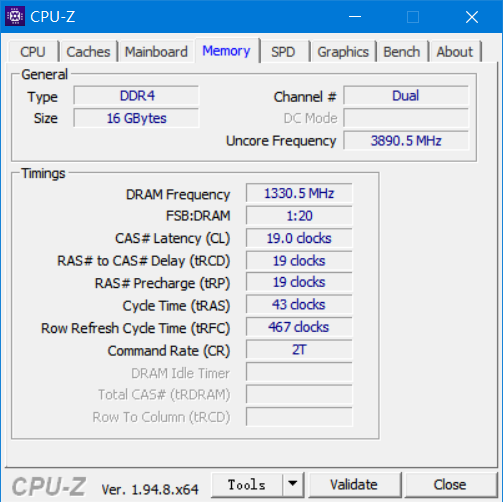 CPU-Z
CPU Caches Mainboard Memory SPD Graphics Bench About
General
Type DDR4 Channel # Dual
Size 16 GBytes DC Mode
Uncore Frequency 3890.5 MHz
Timings
DRAM Frequency 1330.5 MHz
FSB:DRAM 1:20
CAS# Latency (CL) 19.0 clocks
RAS# to CAS# Delay (tRCD) 19 clocks
RAS# Precharge (tRP) 19 clocks
Cycle Time (tRAS) 43 clocks
Row Refresh Cycle Time (tRFC) 467 clocks
Command Rate (CR) 2T
DRAM Idle Timer
Total CAS# (tRDRAM)
Row To Column (tRCD)
CPU-Z Ver. 1.94.8.x64 Tools Validate Close